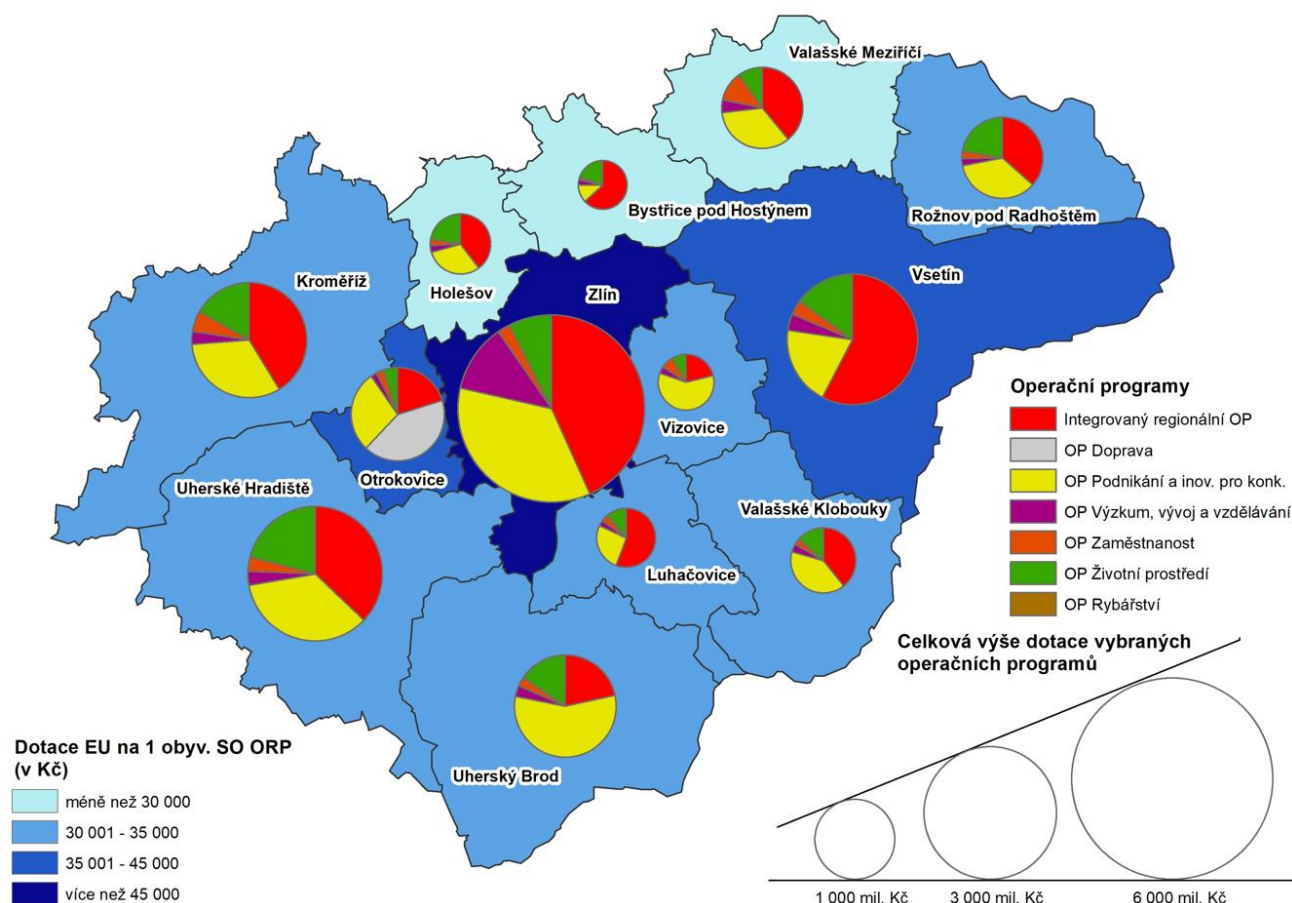 Valašské Meziříčí
Bystřice pod Hostýnem
Rožnov pod Radhoštěm
Kroměříž
Holešov
Zlín
Vsetín
Vizovice
Otrokovice
Uherské Hradiště
Valašské Klobouky
Luhačovice
Uherský Brod
Operační programy
Integrovaný regionální OP
OP Doprava
OP Podnikání a inov. pro konk.
OP Výzkum, vývoj a vzdělávání
OP Zaměstnanost
OP Životní prostředí
OP Rybářství
Celková výše dotace vybraných
operačních programů
1 000 mil. Kč
3 000 mil. Kč
6 000 mil. Kč
Dotace EU na 1 obyv. SO ORP
(v Kč)
méně než 30 000
30 001 - 35 000
35 001 - 45 000
více než 45 000